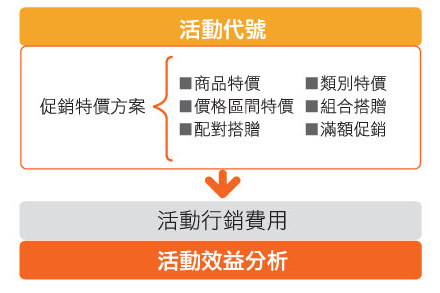 活動代號
促銷特價方案
■商品特價 ■類別特價
■價格區間特價 ■組合搭贈
■配對搭贈 ■滿額促銷
活動行銷費用
活動效益分析